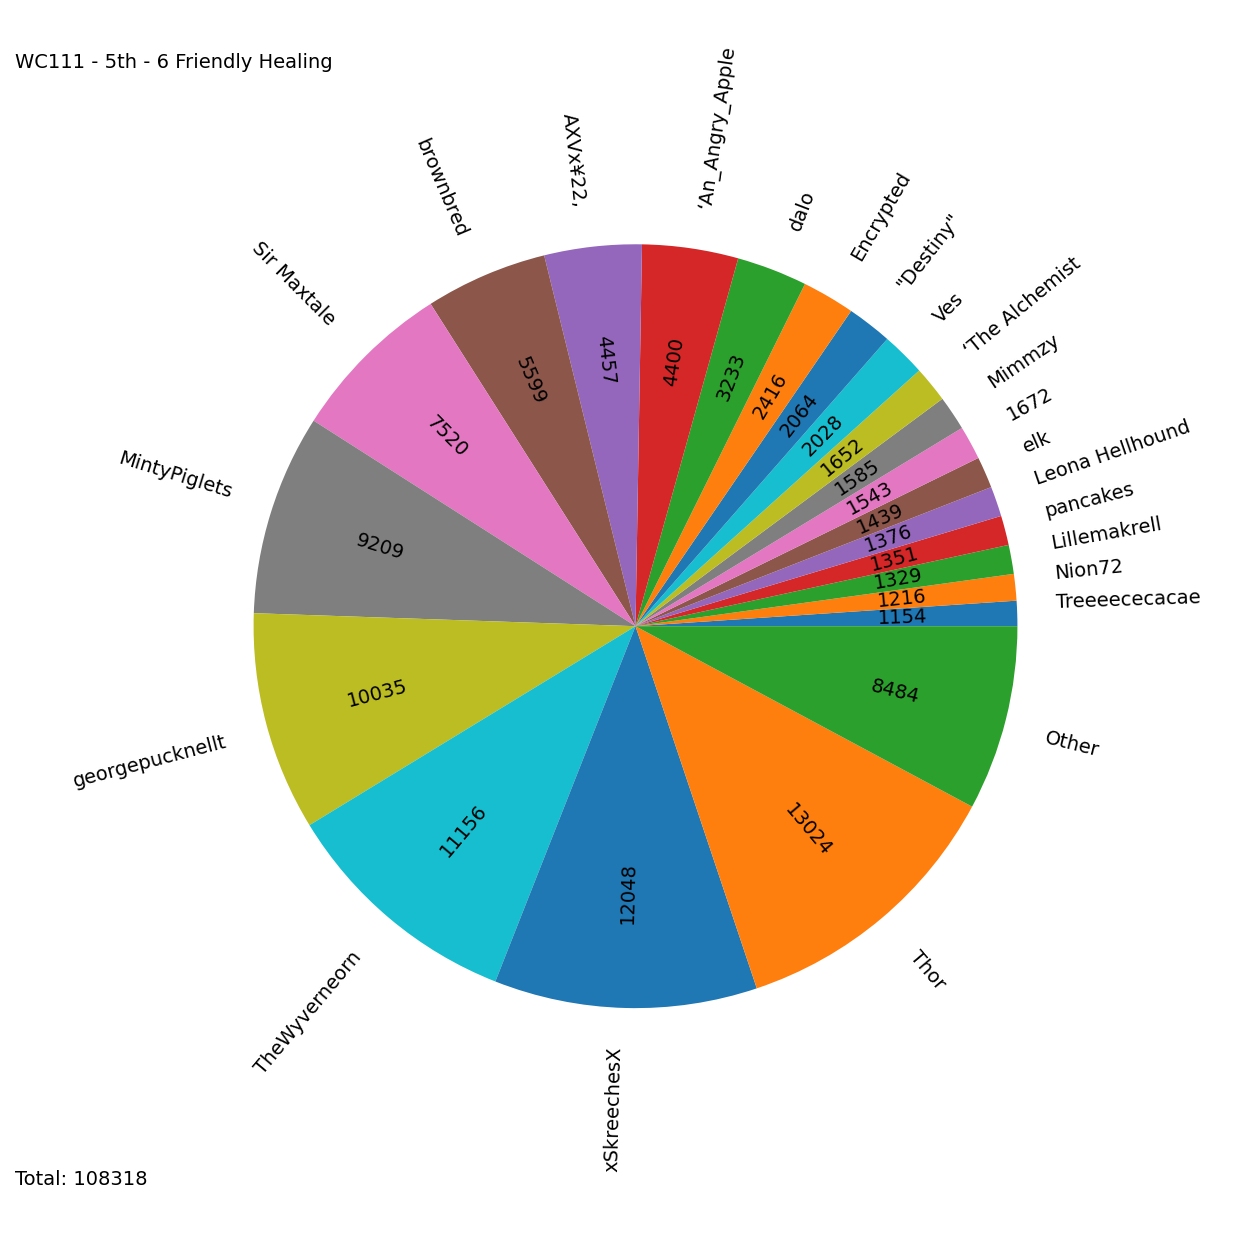 WC111 - 5th - 6 Friendly Healing
'An_Angry_Apple
AXVx¥22,
brownbred
dalo
Encrypted
"Destiny"
Sir Maxtale
Ves
'The Alchemist
Mimmzy
1672
elk
Leona Hellhound
MintyPiglets
pancakes
Lillemakrell
Nion72
Treeeececacae
4457
4400
3233
5599
2416
2064
7520
2028
1652
1585
1543
1439
1376
9209
1351
1329
1216
1154
10035
8484
georgepucknellt
Other
11156
13024
12048
TheWyverneorn
Thor
xSkreechesX
Total: 108318